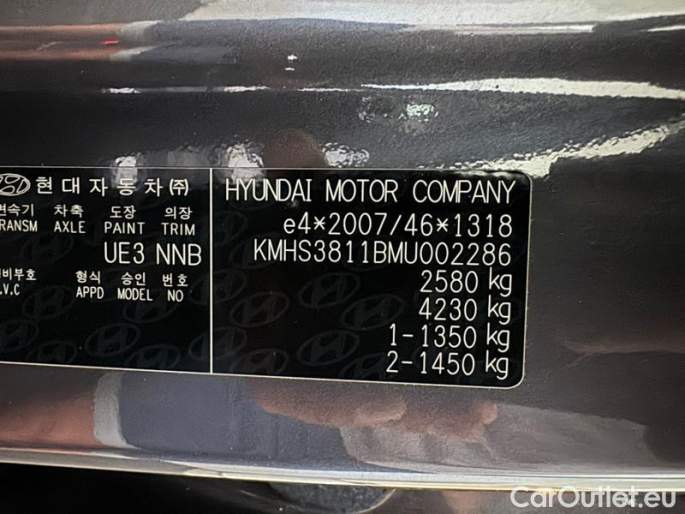 현대자동차㈜
변속기 차축 도장 의장
TRANSM AXLE PAINT TRIM
UE3 NNB
형식 승인 번호
APPD MODEL NO
HYUNDAI MOTOR COMPANY
e4*2007/46*1318
KMHS3811BMU002286
2580 kg
4230 kg
1-1350 kg
2-1450 kg
CarOutlet.eu